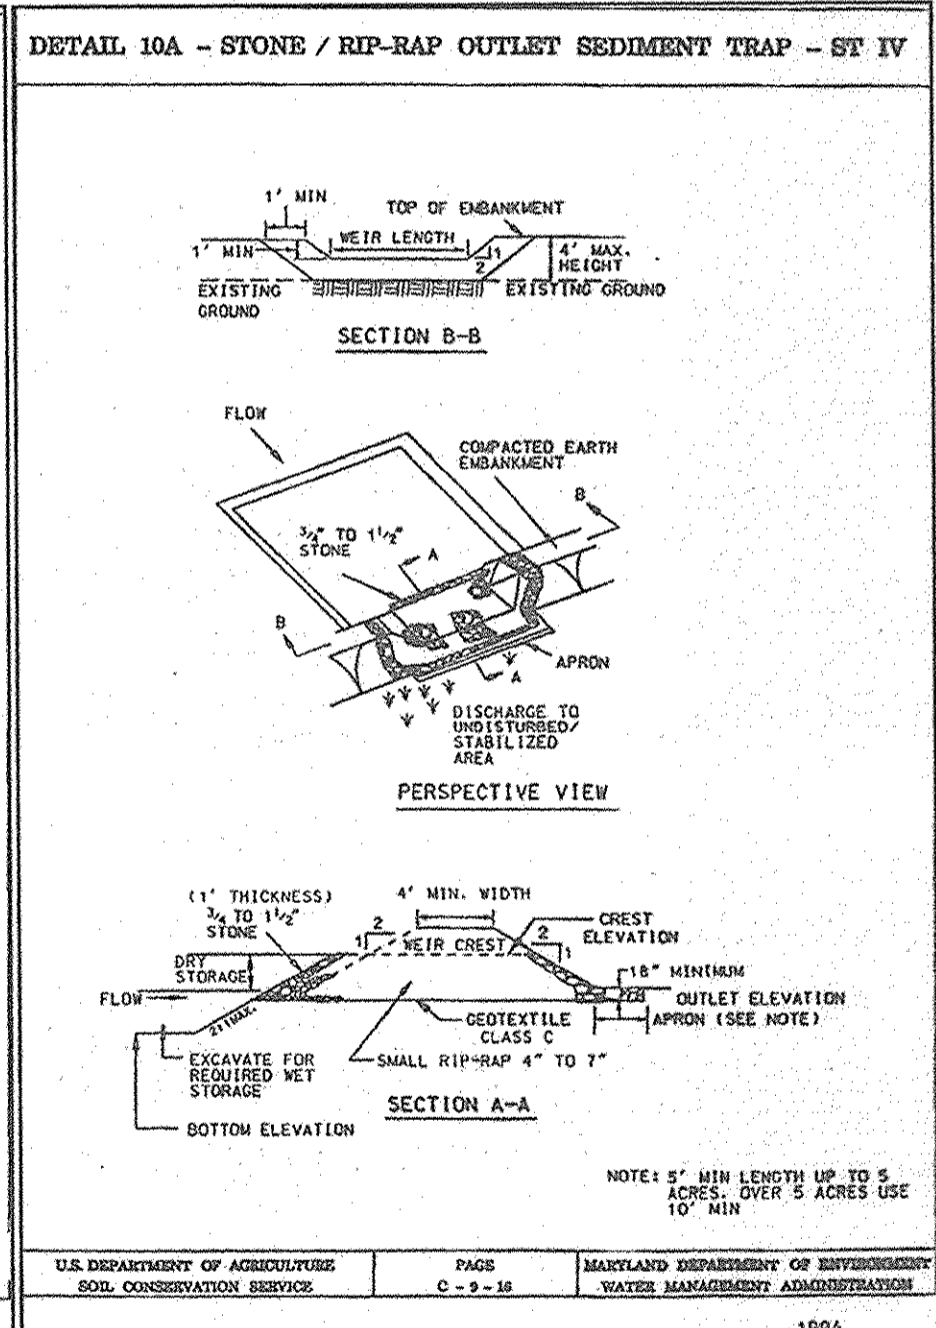 DETAIL 10A - STONE / RIP-RAP OUTLET SEDIMENT TRAP - ST IV
1' MIN
TOP OF EMBANKMENT
WEIR LENGTH
1' MIN
1
2
4' MAX.
HEIGHT
EXISTING
GROUND
EXISTING GROUND
SECTION B-B
FLOW
COMPACTED EARTH
EMBANKMENT
B
3/4" TO 1 1/2"
STONE
A
B
APRON
A
DISCHARGE TO
UNDISTURBED/
STABILIZED
AREA
PERSPECTIVE VIEW
(1' THICKNESS)
3/4 TO 1 1/2"
STONE
4' MIN. WIDTH
2
1
WEIR CREST
2
1
CREST
ELEVATION
DRY
STORAGE
18" MINIMUM
FLOW
OUTLET ELEVATION
2:1 MAX.
GEOTEXTILE
CLASS C
APRON (SEE NOTE)
EXCAVATE FOR
REQUIRED WET
STORAGE
SMALL RIP-RAP 4" TO 7"
SECTION A-A
BOTTOM ELEVATION
NOTE: 5' MIN LENGTH UP TO 5
ACRES. OVER 5 ACRES USE
10' MIN
U.S. DEPARTMENT OF AGRICULTURE
SOIL CONSERVATION SERVICE
PAGE
C - 9 - 16
MARYLAND DEPARTMENT OF ENVIRONMENT
WATER MANAGEMENT ADMINISTRATION